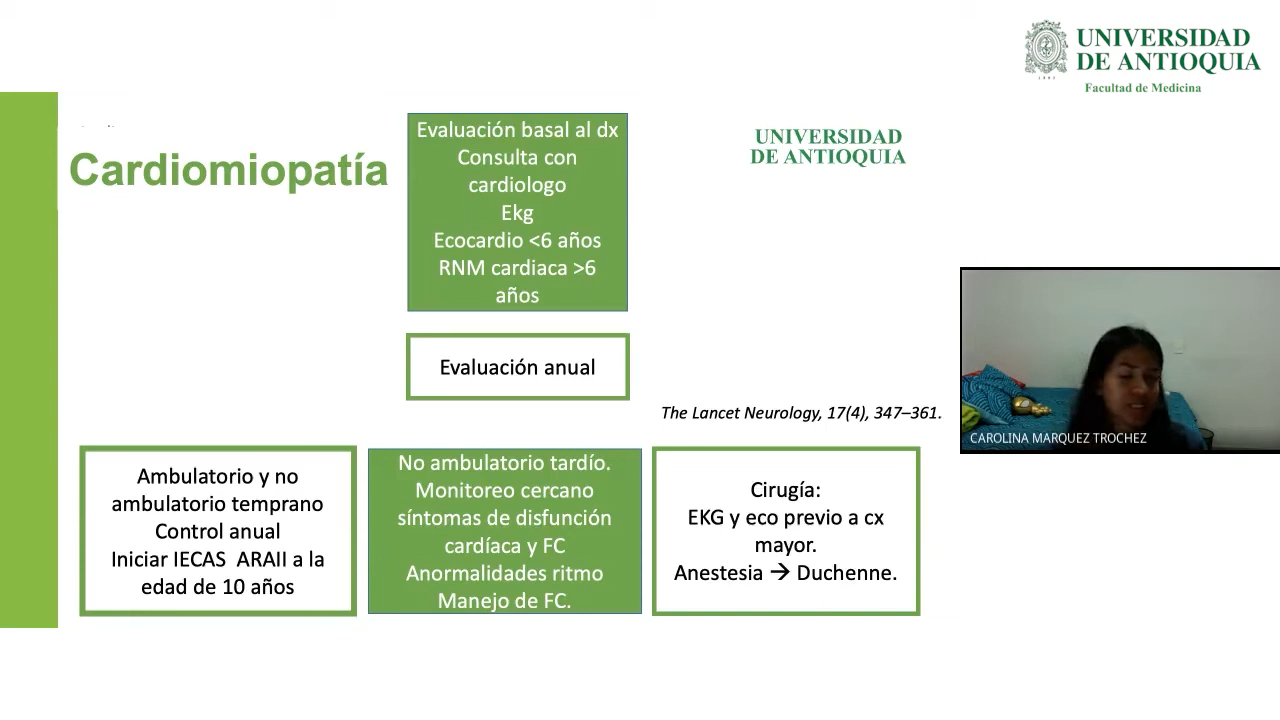 UNIVERSIDAD
DE ANTIOQUIA
Facultad de Medicina
Cardiomiopatía
Evaluación basal al dx
Consulta con
cardiologo
Ekg
Ecocardio <6 años
RNM cardiaca >6
años
UNIVERSIDAD
DE ANTIOQUIA
Evaluación anual
The Lancet Neurology, 17(4), 347–361.
CAROLINA MARQUEZ TROCHEZ
Ambulatorio y no
ambulatorio temprano
Control anual
Iniciar IECAS ARAII a la
edad de 10 años
No ambulatorio tardío.
Monitoreo cercano
síntomas de disfunción
cardíaca y FC
Anormalidades ritmo
Manejo de FC.
Cirugía:
EKG y eco previo a cx
mayor.
Anestesia → Duchenne.